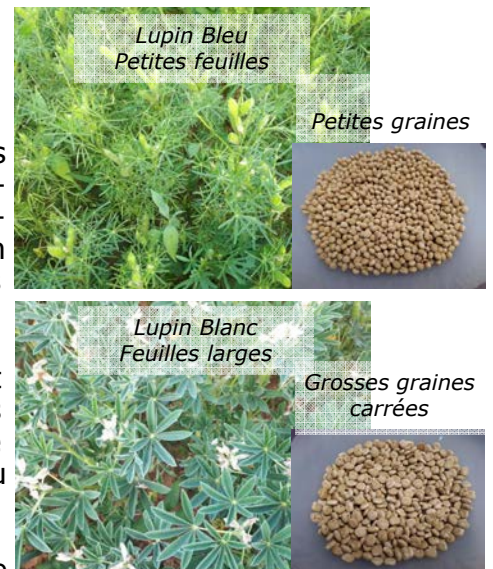 Lupin Bleu
Petites feuilles
Petites graines
Lupin Blanc
Feuilles larges
Grosses graines
carrées